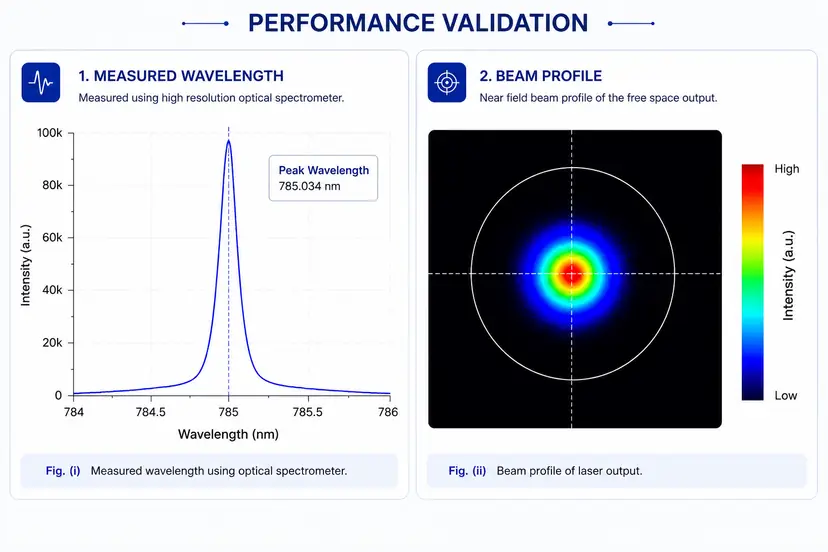 PERFORMANCE VALIDATION
1. MEASURED WAVELENGTH
Measured using high resolution optical spectrometer.
100k
80k
60k
40k
20k
0
Intensity (a.u.)
Peak Wavelength
785.034 nm
784
784.5
785
785.5
786
Wavelength (nm)
Fig. (i) Measured wavelength using optical spectrometer.
2. BEAM PROFILE
Near field beam profile of the free space output.
High
Intensity (a.u.)
Low
Fig. (ii) Beam profile of laser output.